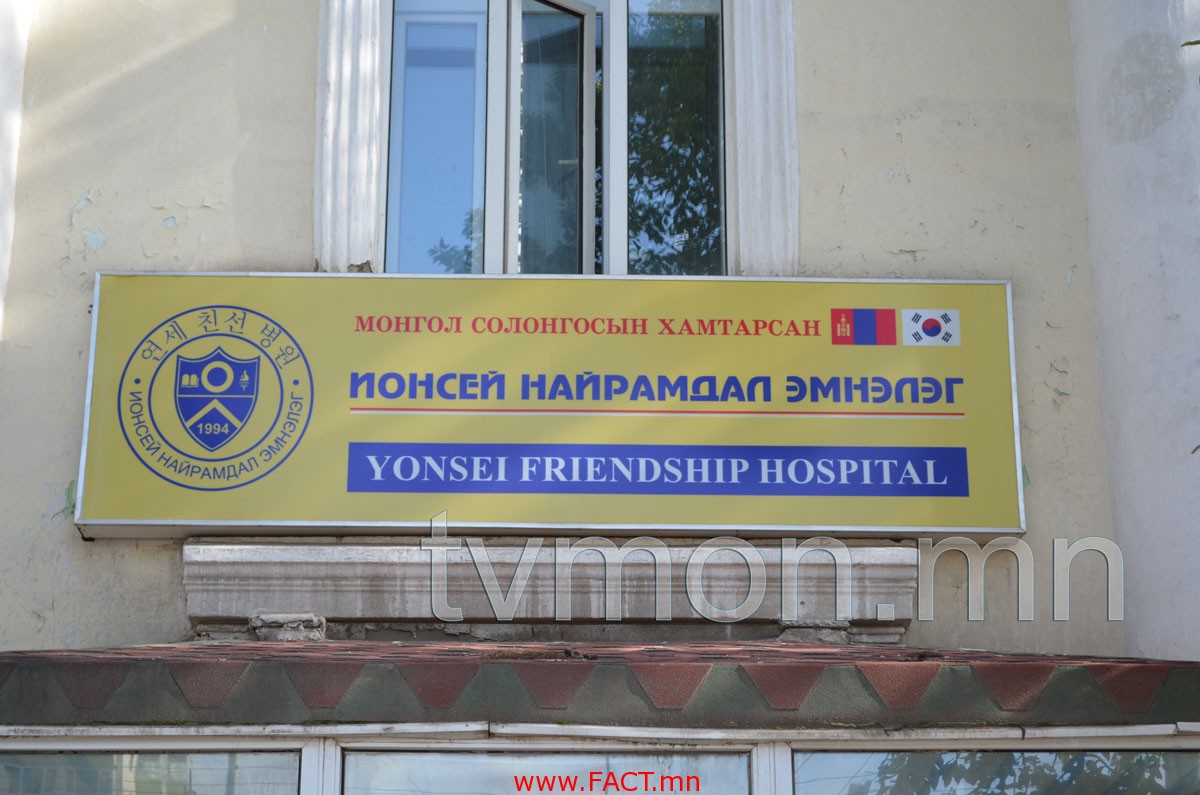 연세 친선 병원
• ИОНСЕЙ НАЙРАМДАЛ ЭМНЭЛЭГ •
1994
МОНГОЛ СОЛОНГОСЫН ХАМТАРСАН
ИОНСЕЙ НАЙРАМДАЛ ЭМНЭЛЭГ
YONSEI FRIENDSHIP HOSPITAL
tvmon.mn
www.FACT.mn